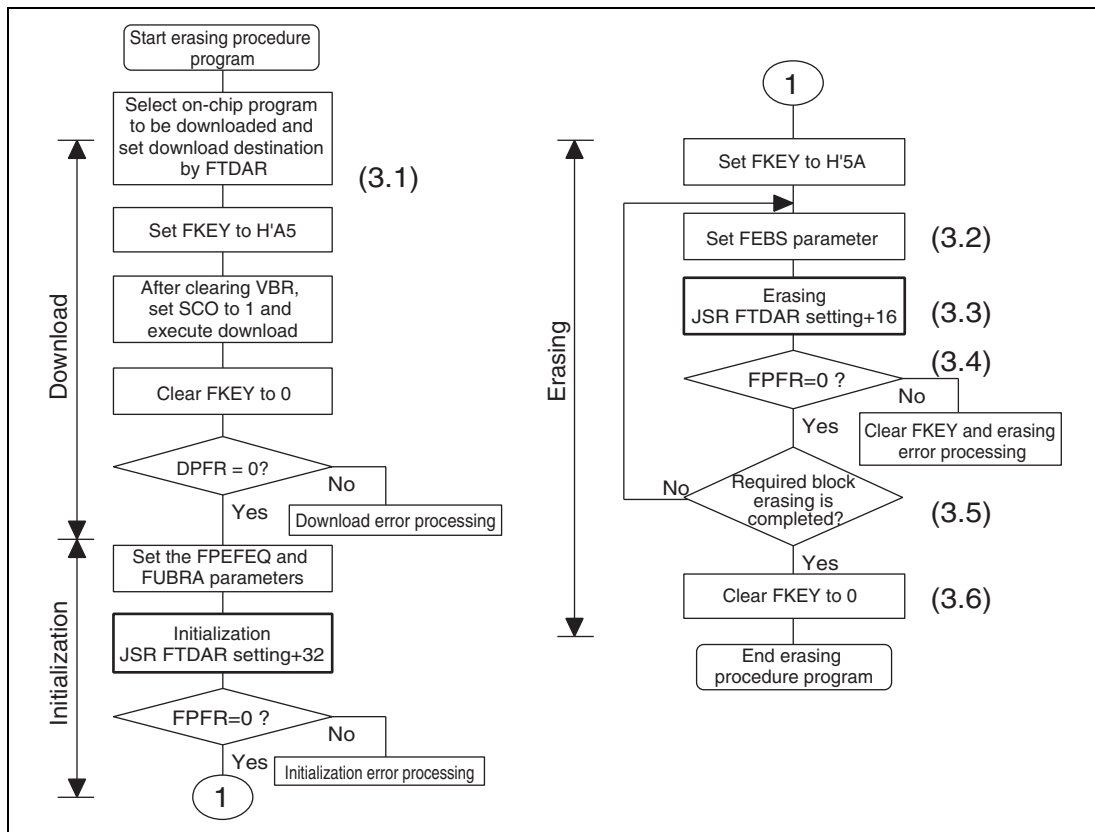 Start erasing procedure
program
Select on-chip program
to be downloaded and
set download destination
by FTDAR
(3.1)
Set FKEY to H'A5
After clearing VBR,
set SCO to 1 and
execute download
Clear FKEY to 0
DPFR = 0?
No
Yes
Download error processing
Download
Set the FPEFEQ and
FUBRA parameters
Initialization
JSR FTDAR setting+32
FPFR=0 ?
No
Yes
Initialization error processing
1
Initialization
1
Set FKEY to H'5A
Set FEBS parameter
(3.2)
Erasing
JSR FTDAR setting+16
(3.3)
(3.4)
FPFR=0 ?
No
Yes
Clear FKEY and erasing
error processing
No
Required block
erasing is
completed?
(3.5)
Yes
Clear FKEY to 0
(3.6)
End erasing
procedure program
Erasing